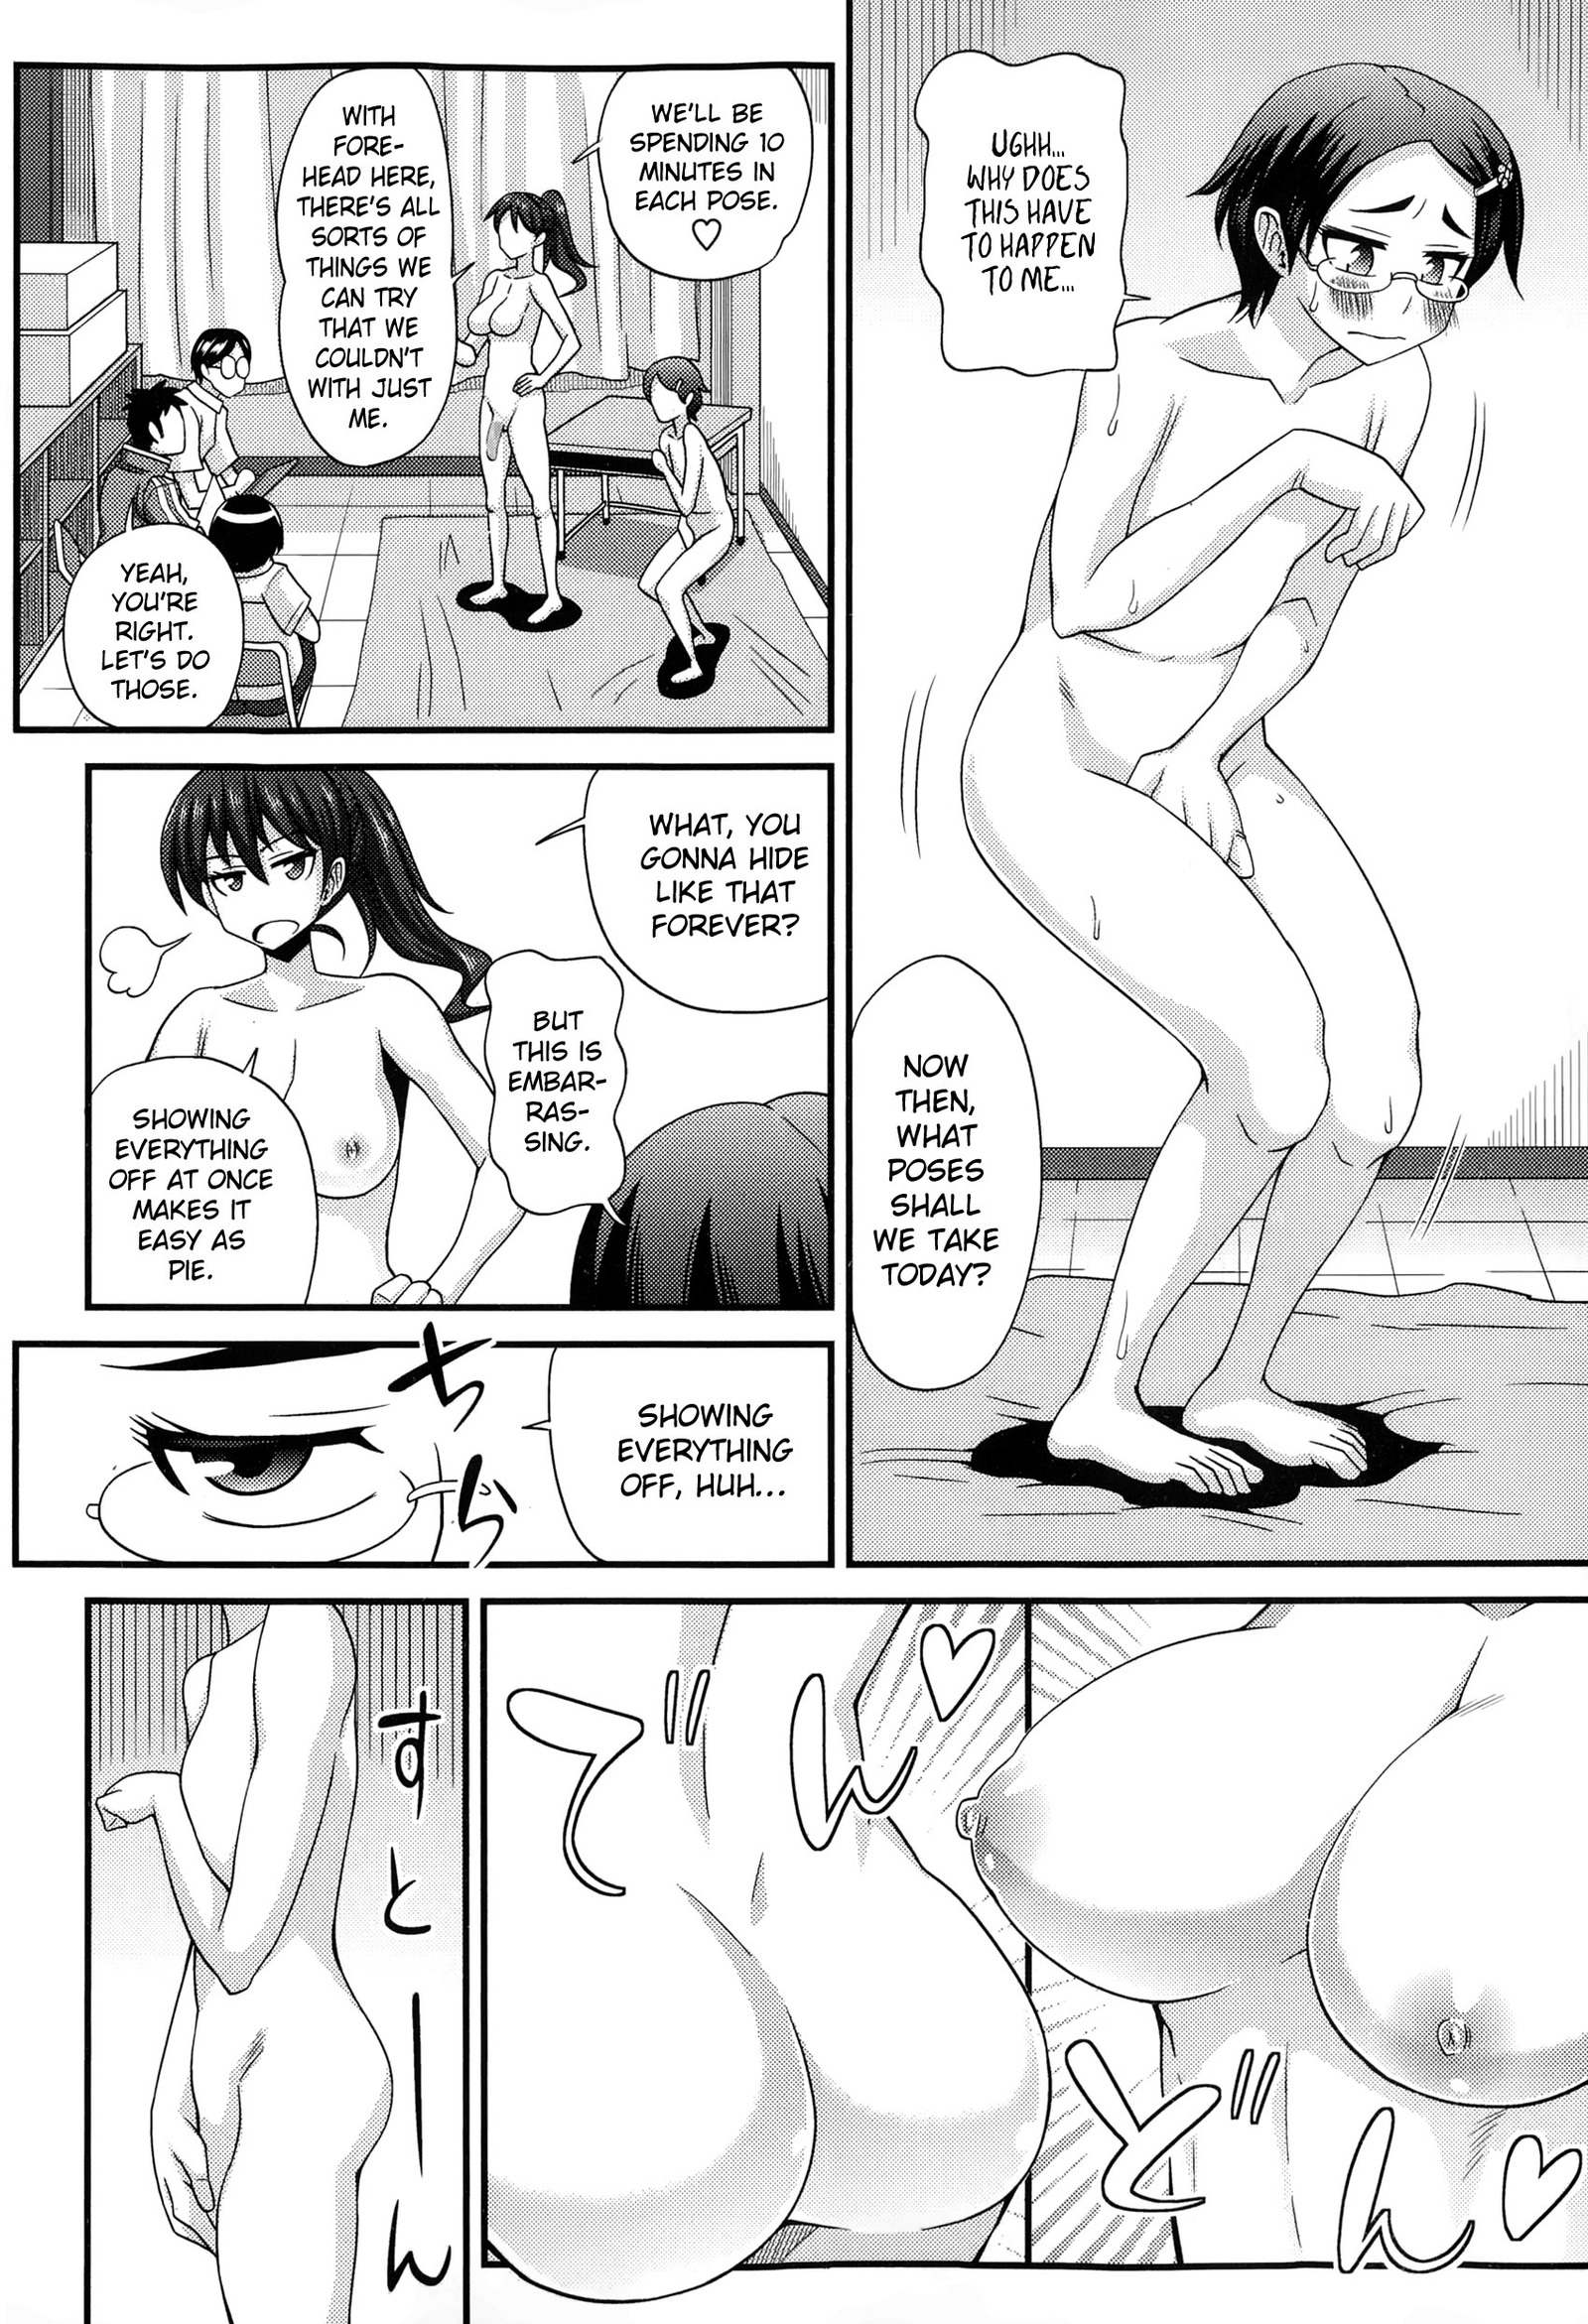 UGHH...
WHY DOES
THIS HAVE
TO HAPPEN
TO ME...
NOW
THEN,
WHAT
POSES
SHALL
WE TAKE
TODAY?
WE'LL BE
SPENDING 10
MINUTES IN
EACH POSE.
♡
WITH
FORE-
HEAD HERE,
THERE'S ALL
SORTS OF
THINGS WE
CAN TRY
THAT WE
COULDN'T
WITH JUST
ME.
YEAH,
YOU'RE
RIGHT.
LET'S DO
THOSE.
WHAT, YOU
GONNA HIDE
LIKE THAT
FOREVER?
BUT
THIS IS
EMBAR-
RAS-
SING.
SHOWING
EVERYTHING
OFF AT ONCE
MAKES IT
EASY AS
PIE.
SHOWING
EVERYTHING
OFF, HUH...
ちら
どん♡
でん♡
すとーん